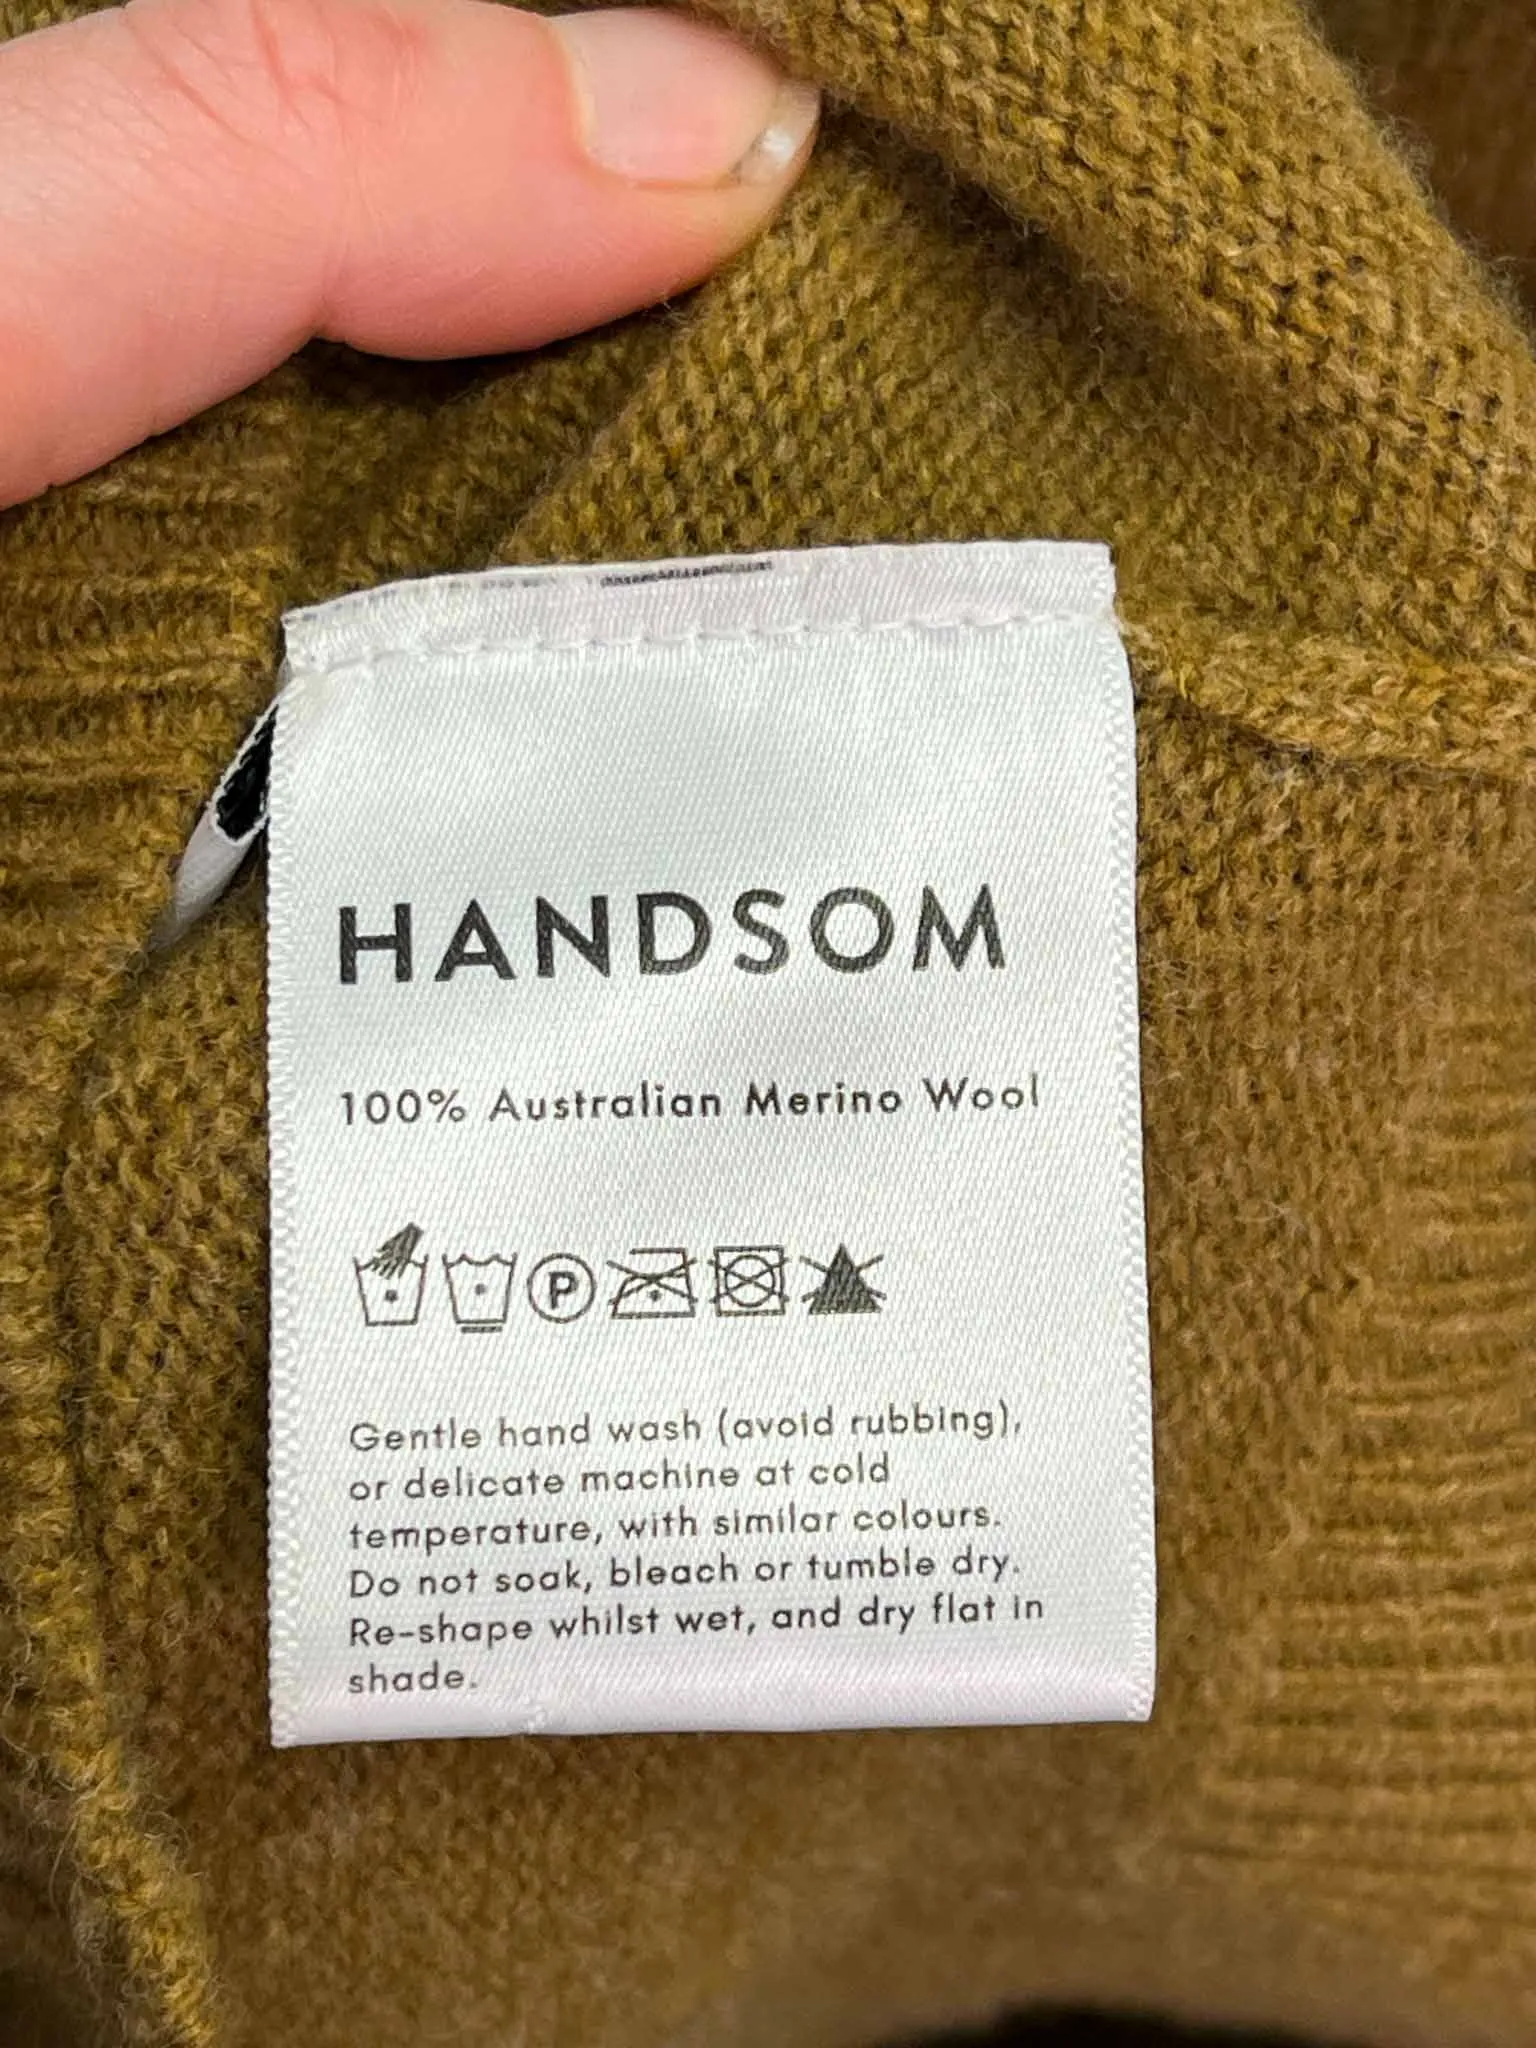 HANDSOM
100% Australian Merino Wool
P
Gentle hand wash (avoid rubbing),
or delicate machine at cold
temperature, with similar colours.
Do not soak, bleach or tumble dry.
Re-shape whilst wet, and dry flat in
shade.